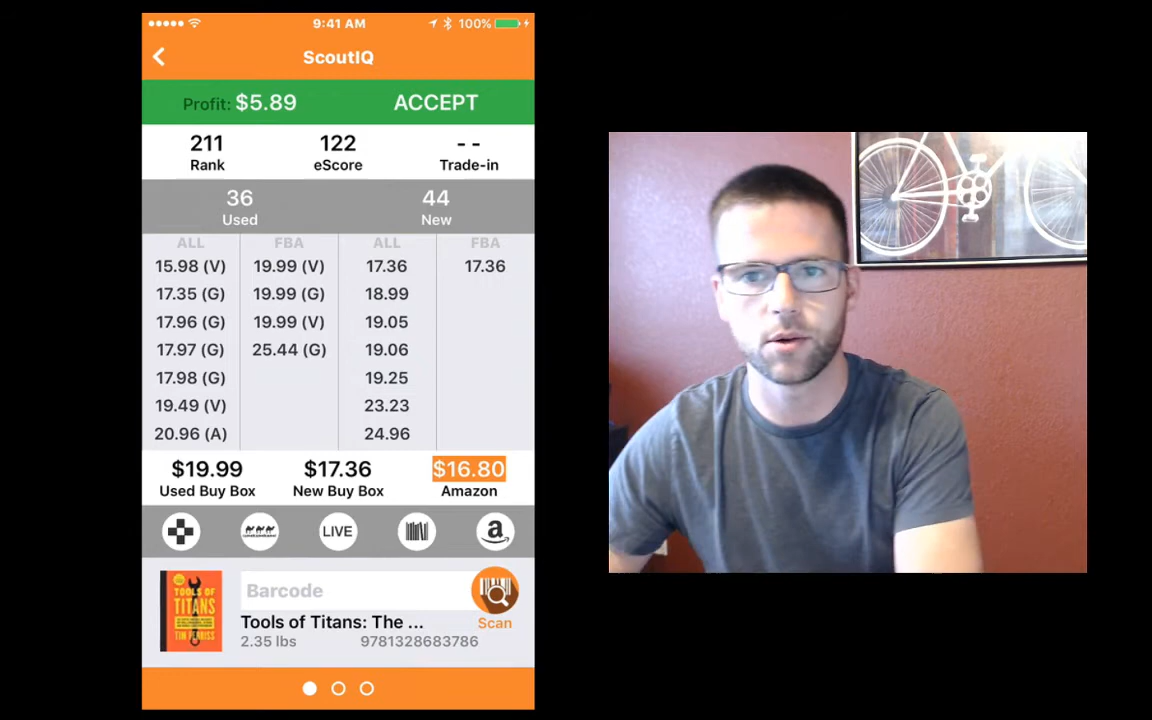 9:41 AM
100%
ScoutIQ
Profit: $5.89 ACCEPT
211 122 - -
Rank eScore Trade-in
36 44
Used New
ALL FBA ALL FBA
15.98 (V) 19.99 (V) 17.36 17.36
17.35 (G) 19.99 (G) 18.99
17.96 (G) 19.99 (V) 19.05
17.97 (G) 25.44 (G) 19.06
17.98 (G) 19.25
19.49 (V) 23.23
20.96 (A) 24.96
$19.99 $17.36 $16.80
Used Buy Box New Buy Box Amazon
LIVE a
TOOLS OF
TITANS
TIM FERRISS
Barcode
Tools of Titans: The ...
Scan
2.35 lbs 9781328683786